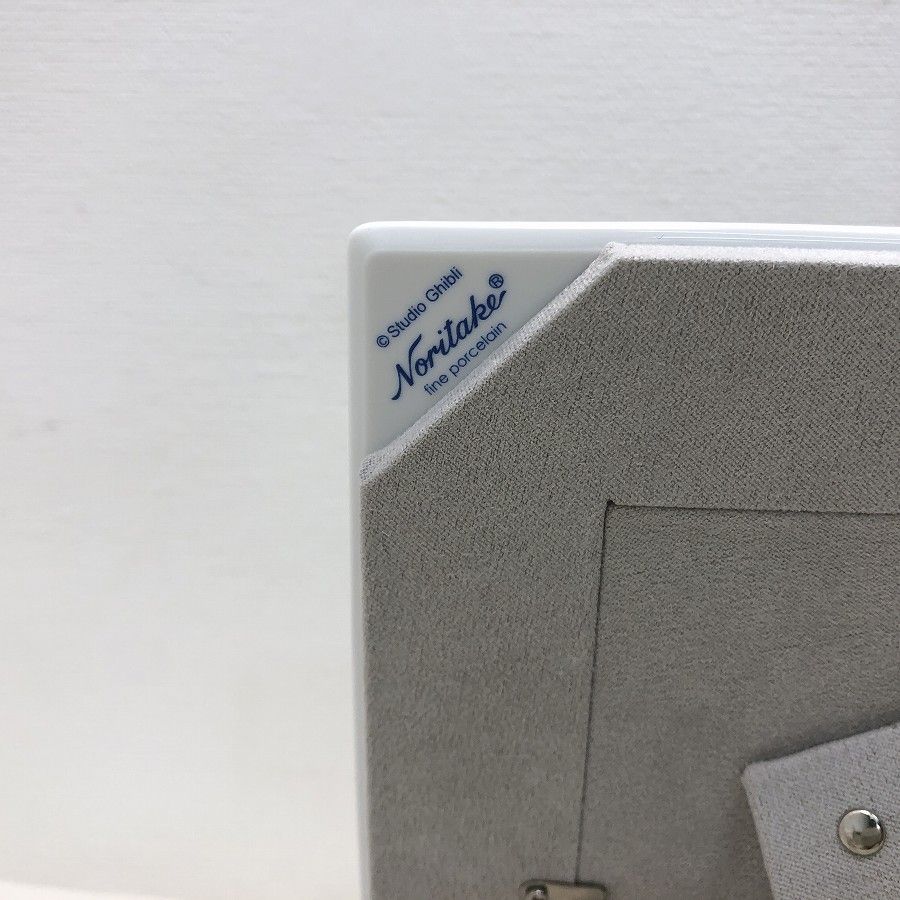 © Studio Ghibli
Noritake®
fine porcelain